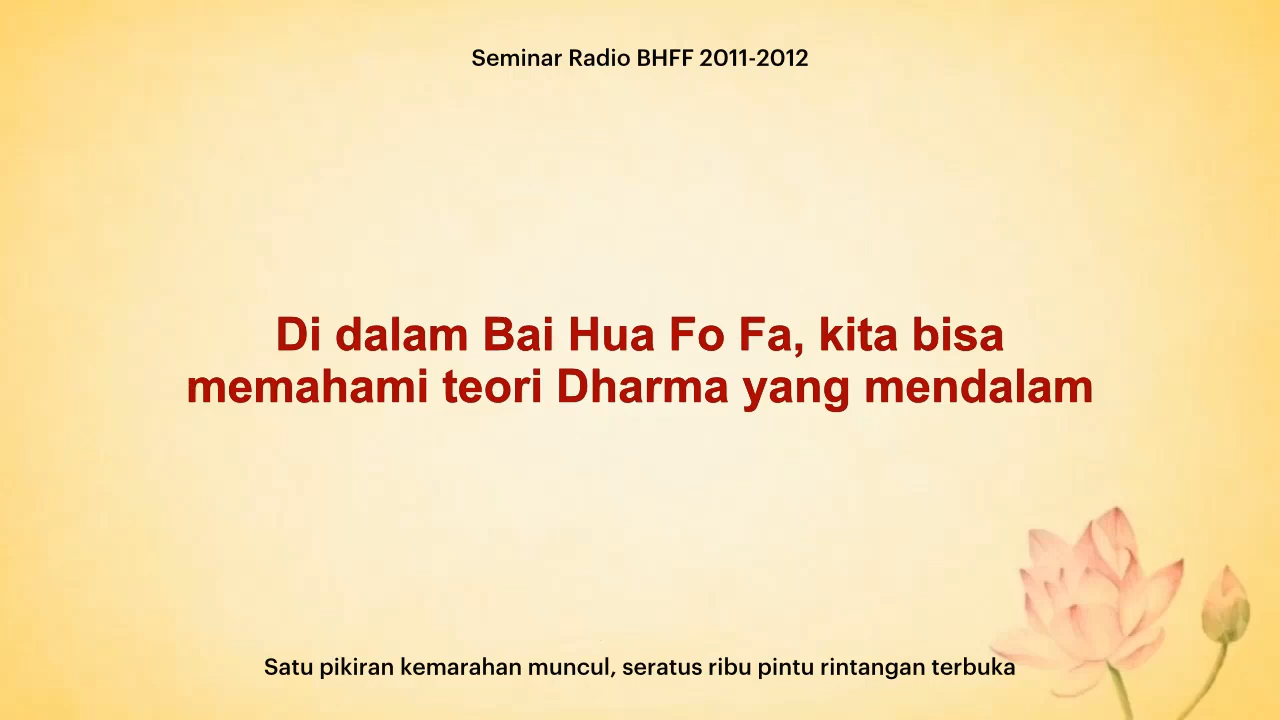 Seminar Radio BHFF 2011-2012
Di dalam Bai Hua Fo Fa, kita bisa
memahami teori Dharma yang mendalam
Satu pikiran kemarahan muncul, seratus ribu pintu rintangan terbuka